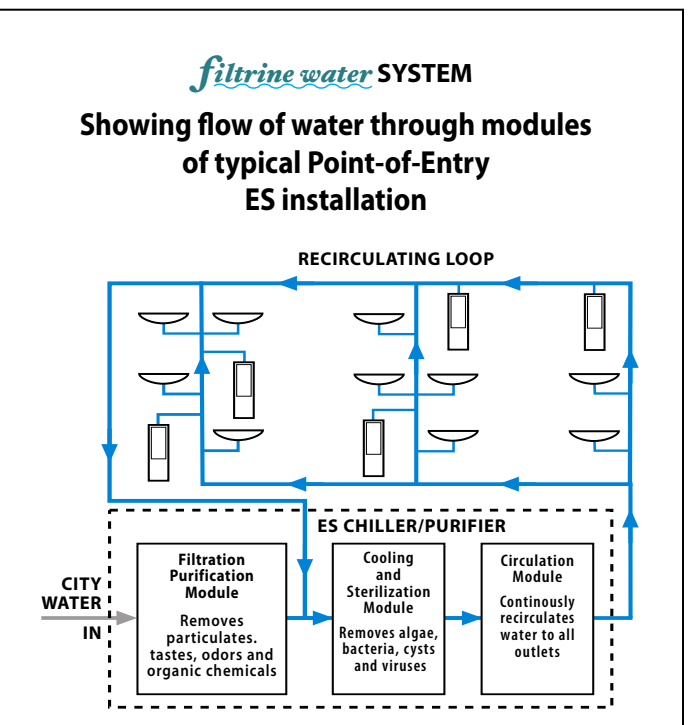 filtrine water SYSTEM
Showing flow of water through modules
of typical Point-of-Entry
ES installation
RECIRCULATING LOOP
ES CHILLER/PURIFIER
CITY
WATER
IN
Filtration
Purification
Module
Removes
particulates.
tastes, odors and
organic chemicals
Cooling
and
Sterilization
Module
Removes algae,
bacteria, cysts
and viruses
Circulation
Module
Continously
recirculates
water to all
outlets